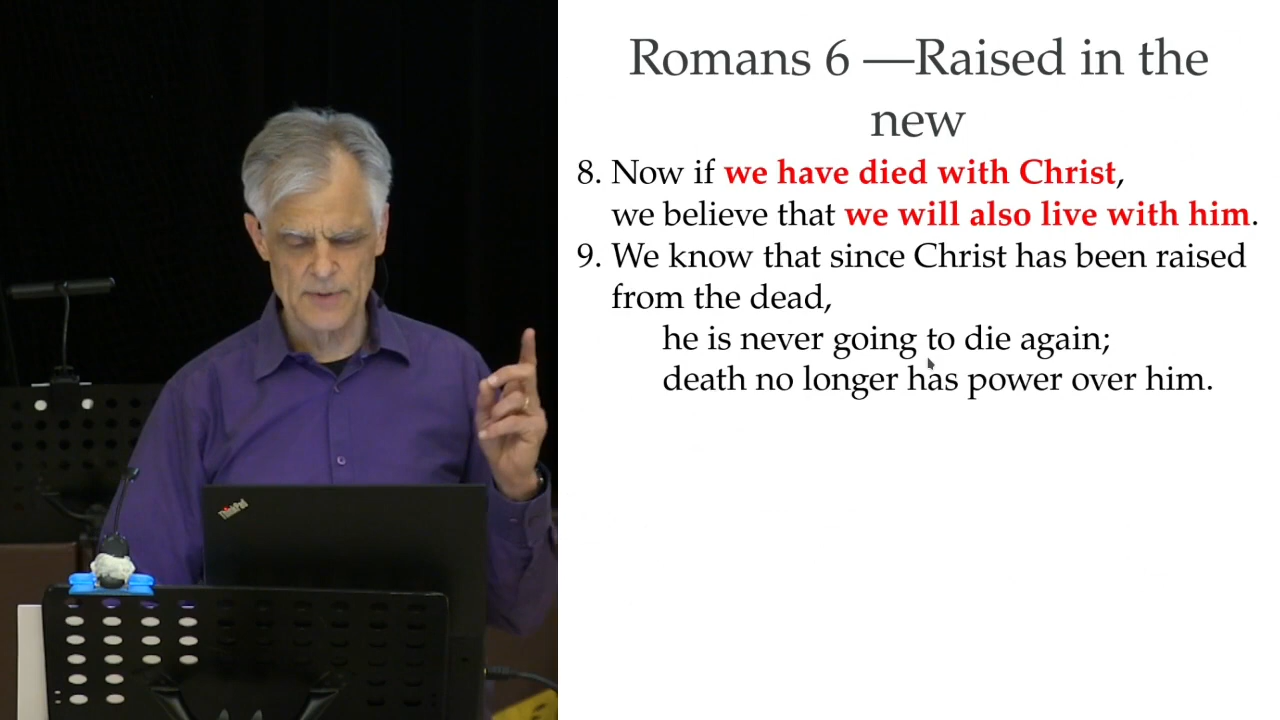 Romans 6 —Raised in the
new
8. Now if we have died with Christ,
we believe that we will also live with him.
9. We know that since Christ has been raised
from the dead,
he is never going to die again;
death no longer has power over him.
ThinkPad